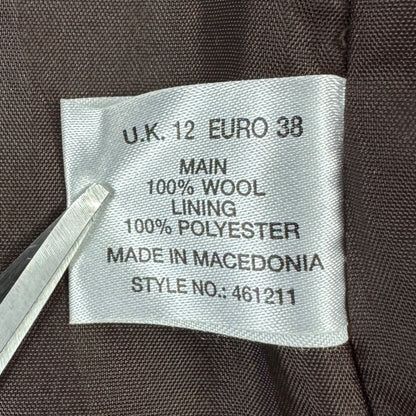 U.K. 12 EURO 38
MAIN
100% WOOL
LINING
100% POLYESTER
MADE IN MACEDONIA
STYLE NO.: 461211